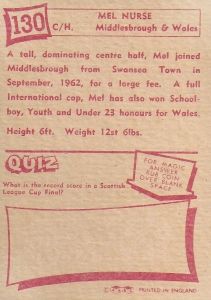 130
C/H.
MEL NURSE
Middlesbrough & Wales
A tall, dominating centre half, Mel joined
Middlesbrough from Swansea Town in
September, 1962, for a large fee. A full
International cap, Mel has also won School-
boy, Youth and Under 23 honours for Wales.
Height 6ft. Weight 12st 6lbs.
QUIZ
What is the record score in a Scottish
League Cup Final?
FOR MAGIC
ANSWER
RUB COIN
OVER BLANK
SPACE
PRINTED IN ENGLAND